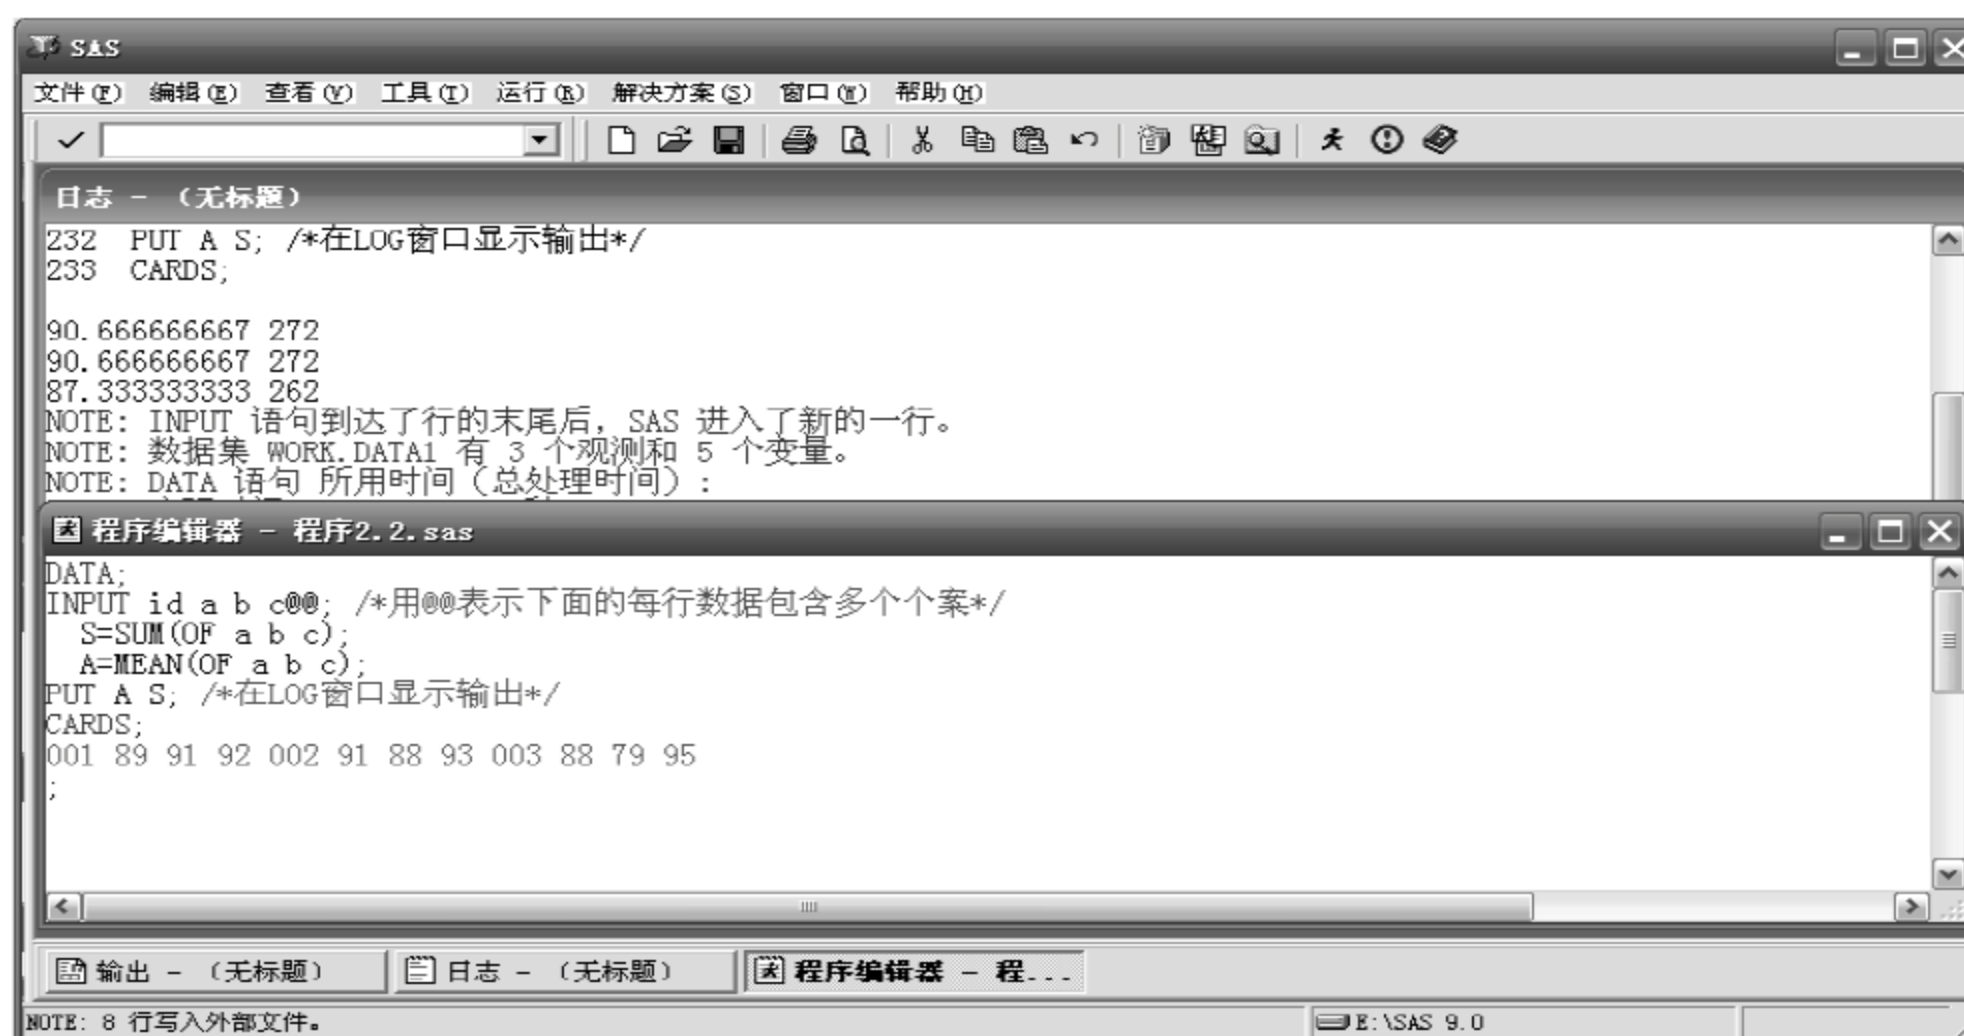 SAS
文件(F) 编辑(E) 查看(V) 工具(T) 运行(R) 解决方案(S) 窗口(W) 帮助(H)
日志 - (无标题)
232 PUT A S; /*在LOG窗口显示输出*/
233 CARDS;
90.666666667 272
90.666666667 272
87.333333333 262
NOTE: INPUT 语句到达了行的末尾后，SAS 进入了新的一行。
NOTE: 数据集 WORK.DATA1 有 3 个观测和 5 个变量。
NOTE: DATA 语句 所用时间（总处理时间）:
程序编辑器 - 程序2.2.sas
DATA;
INPUT id a b c@@; /*用@@表示下面的每行数据包含多个个案*/
S=SUM(OF a b c);
A=MEAN(OF a b c);
PUT A S; /*在LOG窗口显示输出*/
CARDS;
001 89 91 92 002 91 88 93 003 88 79 95
;
输出 - (无标题) 日志 - (无标题) 程序编辑器 - 程...
NOTE: 8 行写入外部文件。 E:\SAS 9.0